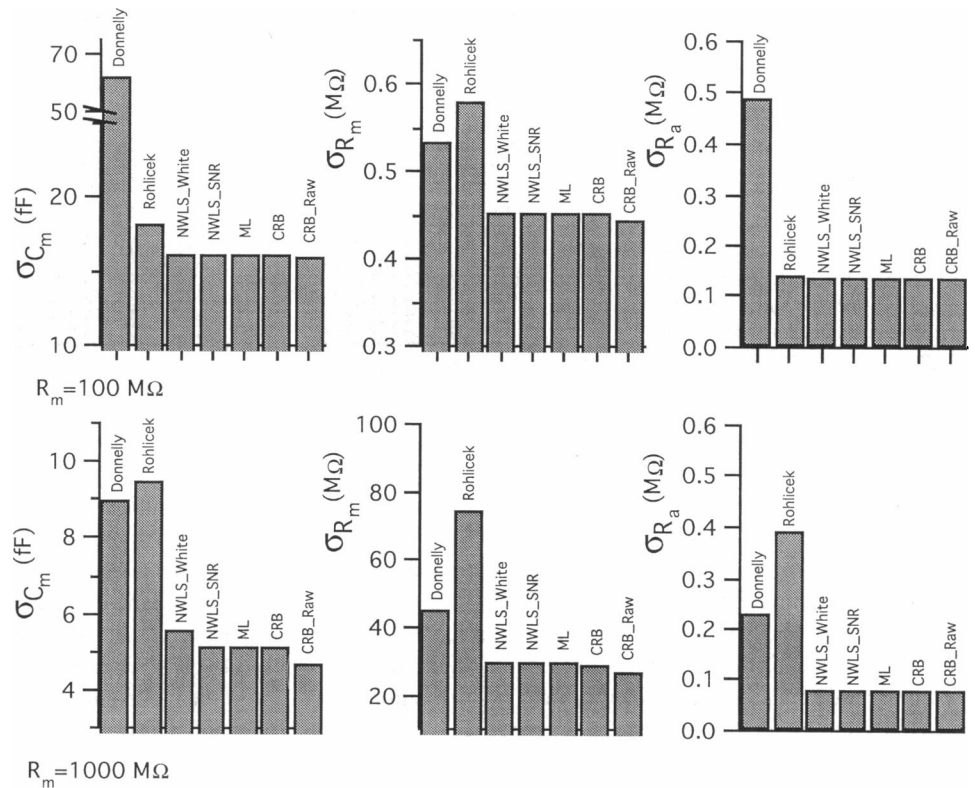 70
50
20
10
σCm (fF)
Donnelly
Rohlicek
NWLS_White
NWLS_SNR
ML
CRB
CRB_Raw
0.6
0.5
0.4
0.3
σRm (MΩ)
Donnelly
Rohlicek
NWLS_White
NWLS_SNR
ML
CRB
CRB_Raw
0.6
0.5
0.4
0.3
0.2
0.1
0.0
σRa (MΩ)
Donnelly
Rohlicek
NWLS_White
NWLS_SNR
ML
CRB
CRB_Raw
Rm=100 MΩ
10
8
6
4
σCm (fF)
Donnelly
Rohlicek
NWLS_White
NWLS_SNR
ML
CRB
CRB_Raw
100
80
60
40
20
σRm (MΩ)
Donnelly
Rohlicek
NWLS_White
NWLS_SNR
ML
CRB
CRB_Raw
0.6
0.5
0.4
0.3
0.2
0.1
0.0
σRa (MΩ)
Donnelly
Rohlicek
NWLS_White
NWLS_SNR
ML
CRB
CRB_Raw
Rm=1000 MΩ